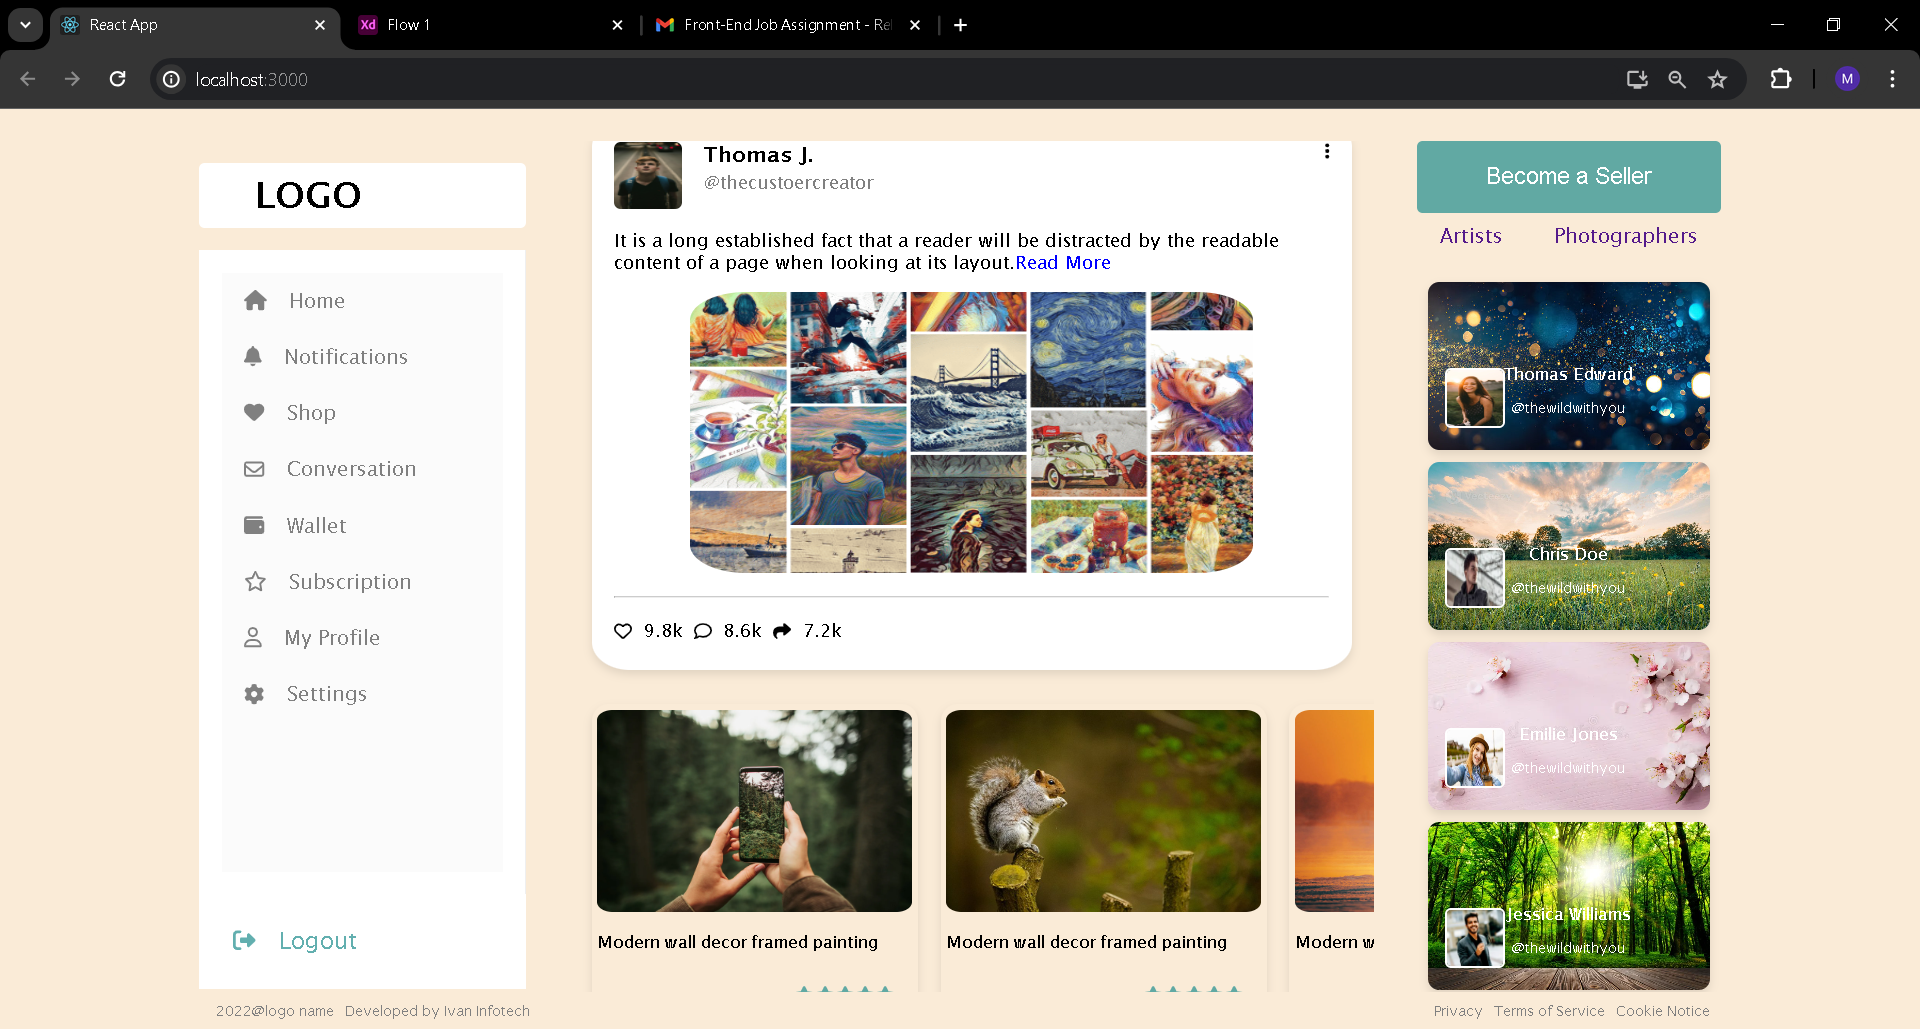 React App
Xd Flow 1
Front-End Job Assignment - Re
localhost:3000
M
LOGO
Home
Notifications
Shop
Conversation
Wallet
Subscription
My Profile
Settings
Logout
2022@logo name Developed by Ivan Infotech
Thomas J.
@thecustoercreator
It is a long established fact that a reader will be distracted by the readable
content of a page when looking at its layout.Read More
9.8k 8.6k 7.2k
Modern wall decor framed painting
Modern wall decor framed painting
Modern w
Become a Seller
Artists Photographers
Thomas Edward
@thewildwithyou
Chris Doe
@thewildwithyou
Emilie Jones
@thewildwithyou
Jessica Williams
@thewildwithyou
Privacy Terms of Service Cookie Notice